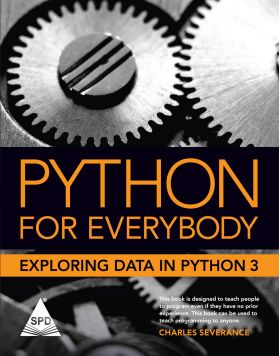 PYTHON
FOR EVERYBODY
EXPLORING DATA IN PYTHON 3
This book is designed to teach people
to program even if they have no prior
experience. This book can be used to
teach programming to anyone.
CHARLES SEVERANCE
SPD